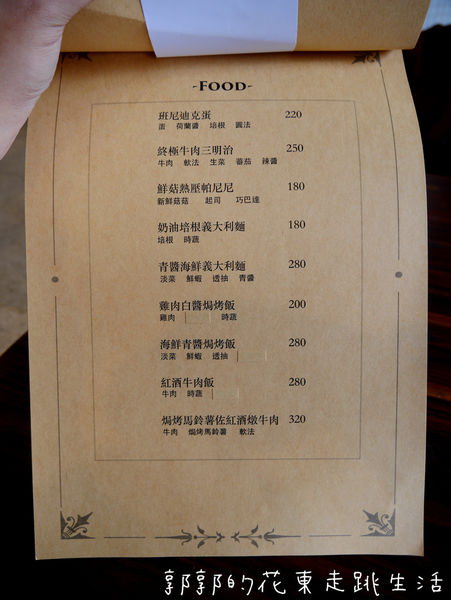 -FOOD-
班尼迪克蛋 220
蛋 荷蘭醬 培根 圓法
終極牛肉三明治 250
牛肉 軟法 生菜 蕃茄 辣醬
鮮菇熱壓帕尼尼 180
新鮮菇菇 起司 巧巴達
奶油培根義大利麵 180
培根 時蔬
青醬海鮮義大利麵 280
淡菜 鮮蝦 透抽 青醬
雞肉白醬焗烤飯 200
雞肉 時蔬
海鮮青醬焗烤飯 280
淡菜 鮮蝦 透抽
紅酒牛肉飯 280
牛肉 時蔬
焗烤馬鈴薯佐紅酒燉牛肉 320
牛肉 焗烤馬鈴薯 軟法
郭郭的花東走跳生活